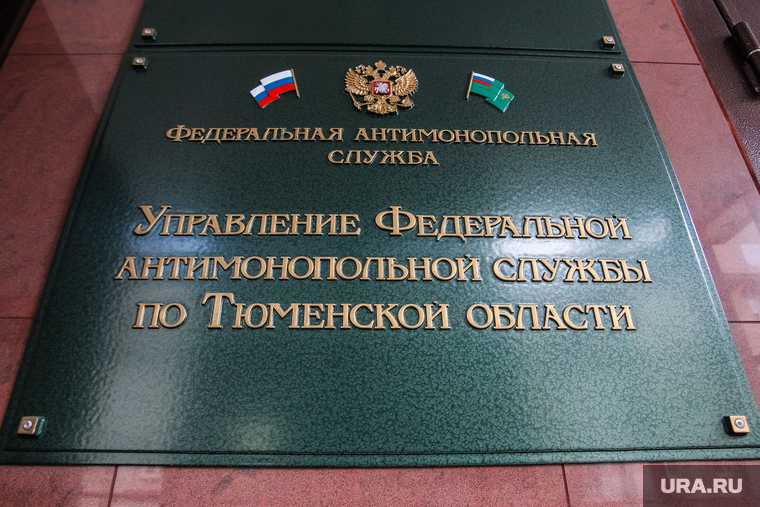 ФЕДЕРАЛЬНАЯ АНТИМОНОПОЛЬНАЯ
СЛУЖБА
УПРАВЛЕНИЕ ФЕДЕРАЛЬНОЙ
АНТИМОНОПОЛЬНОЙ СЛУЖБЫ
ПО ТЮМЕНСКОЙ ОБЛАСТИ
URA.RU